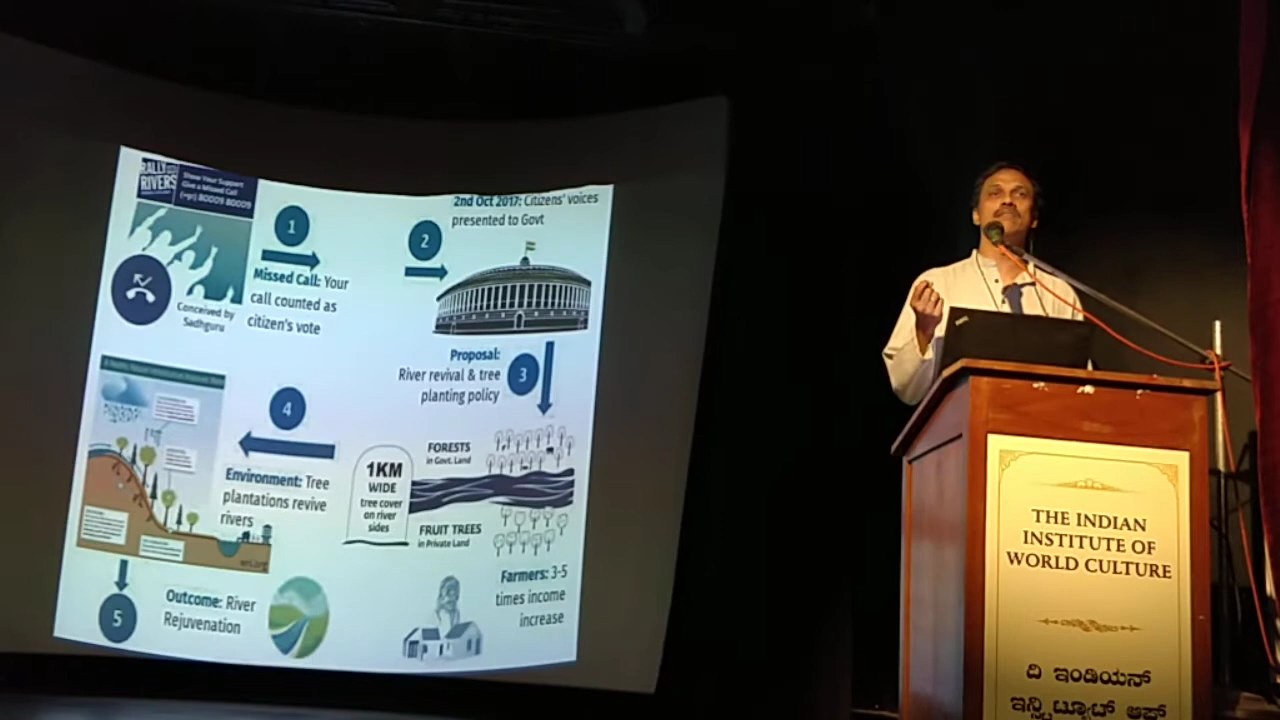 RALLY
RIVERS
Show Your Support
Give a Missed Call
(+91) 80009 80009
Conceived by
Sadhguru
1
Missed Call: Your
call counted as
citizen's vote
2
2nd Oct 2017: Citizens' voices
presented to Govt
Proposal:
River revival & tree
planting policy
3
4
Environment: Tree
plantations revive
rivers
1KM
WIDE
tree cover
on river
sides
FORESTS
in Govt. Land
FRUIT TREES
in Private Land
Farmers: 3-5
times income
increase
5
Outcome: River
Rejuvenation
THE INDIAN
INSTITUTE OF
WORLD CULTURE
ದಿ ಇಂಡಿಯನ್
ಇನ್ಸ್ಟಿಟ್ಯೂಟ್ ಆಫ್